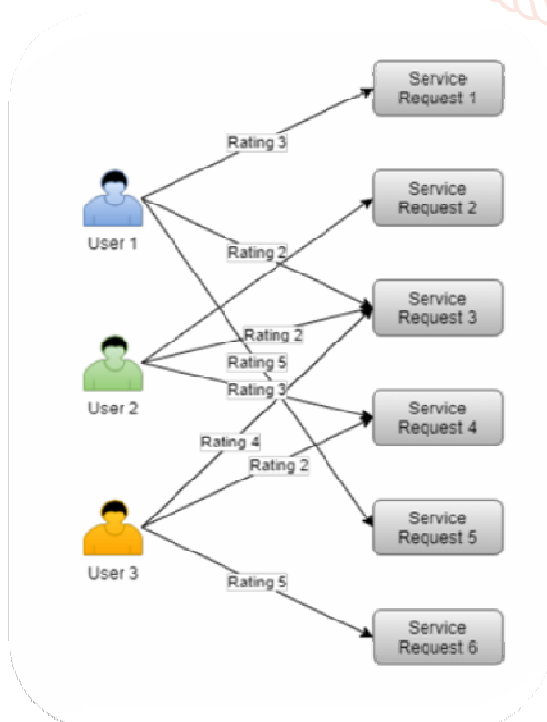 Service
Request 1
Rating 3
Service
Request 2
User 1
Rating 2
Service
Request 3
Rating 2
Rating 5
Rating 3
User 2
Service
Request 4
Rating 4
Rating 2
Service
Request 5
User 3
Rating 5
Service
Request 6